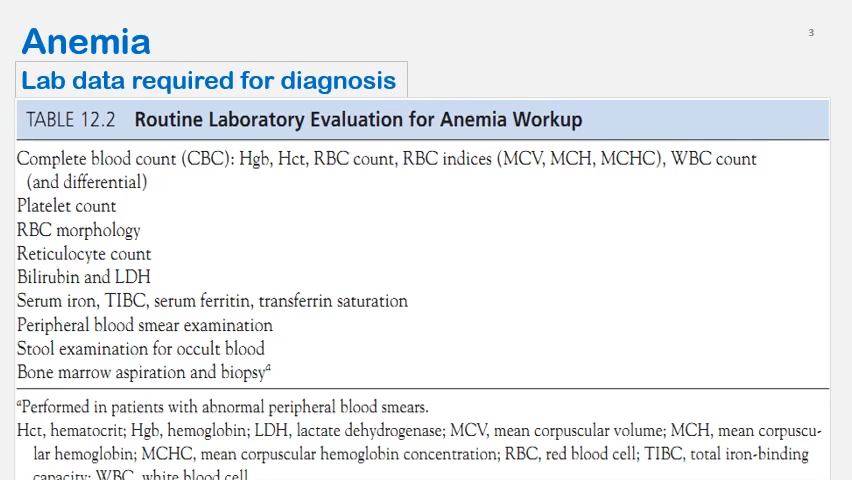 3
Anemia
Lab data required for diagnosis
TABLE 12.2 Routine Laboratory Evaluation for Anemia Workup
Complete blood count (CBC): Hgb, Hct, RBC count, RBC indices (MCV, MCH, MCHC), WBC count
(and differential)
Platelet count
RBC morphology
Reticulocyte count
Bilirubin and LDH
Serum iron, TIBC, serum ferritin, transferrin saturation
Peripheral blood smear examination
Stool examination for occult blood
Bone marrow aspiration and biopsyᵃ
ᵃPerformed in patients with abnormal peripheral blood smears.
Hct, hematocrit; Hgb, hemoglobin; LDH, lactate dehydrogenase; MCV, mean corpuscular volume; MCH, mean corpuscu-
lar hemoglobin; MCHC, mean corpuscular hemoglobin concentration; RBC, red blood cell; TIBC, total iron-binding
capacity; WBC, white blood cell